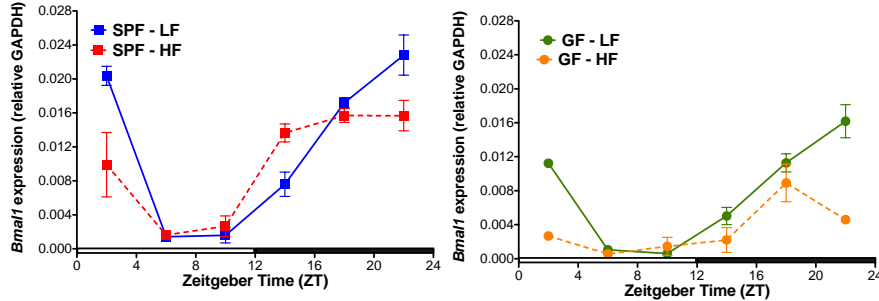 Bmal1 expression (relative GAPDH)
0.028
0.024
0.020
0.016
0.012
0.008
0.004
0.000
SPF - LF
SPF - HF
0 4 8 12 16 20 24
Zeitgeber Time (ZT)
Bmal1 expression (relative GAPDH)
0.028
0.024
0.020
0.016
0.012
0.008
0.004
0.000
GF - LF
GF - HF
0 4 8 12 16 20 24
Zeitgeber Time (ZT)